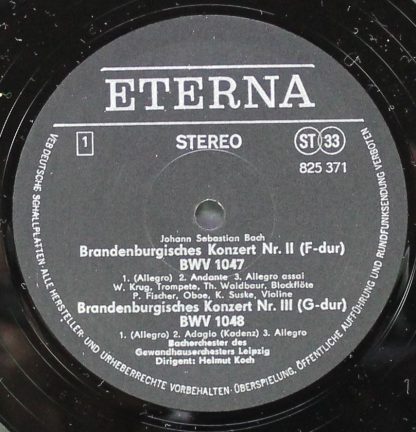 ETERNA
1 STEREO ST 33
825 371
Johann Sebastian Bach
Brandenburgisches Konzert Nr. II (F-dur)
BWV 1047
1. (Allegro) 2. Andante 3. Allegro assai
W. Krug, Trompete, Th. Waldbaur, Blockflöte
P. Fischer, Oboe, K. Suske, Violine
Brandenburgisches Konzert Nr. III (G-dur)
BWV 1048
1. (Allegro) 2. Adagio (Kadenz) 3. Allegro
Bachorchester des
Gewandhausorchesters Leipzig
Dirigent: Helmut Koch
VEB DEUTSCHE SCHALLPLATTEN · ALLE HERSTELLER- UND URHEBERRECHTE VORBEHALTEN · ÜBERSPIELUNG, ÖFFENTLICHE AUFFÜHRUNG UND RUNDFUNKSENDUNG VERBOTEN